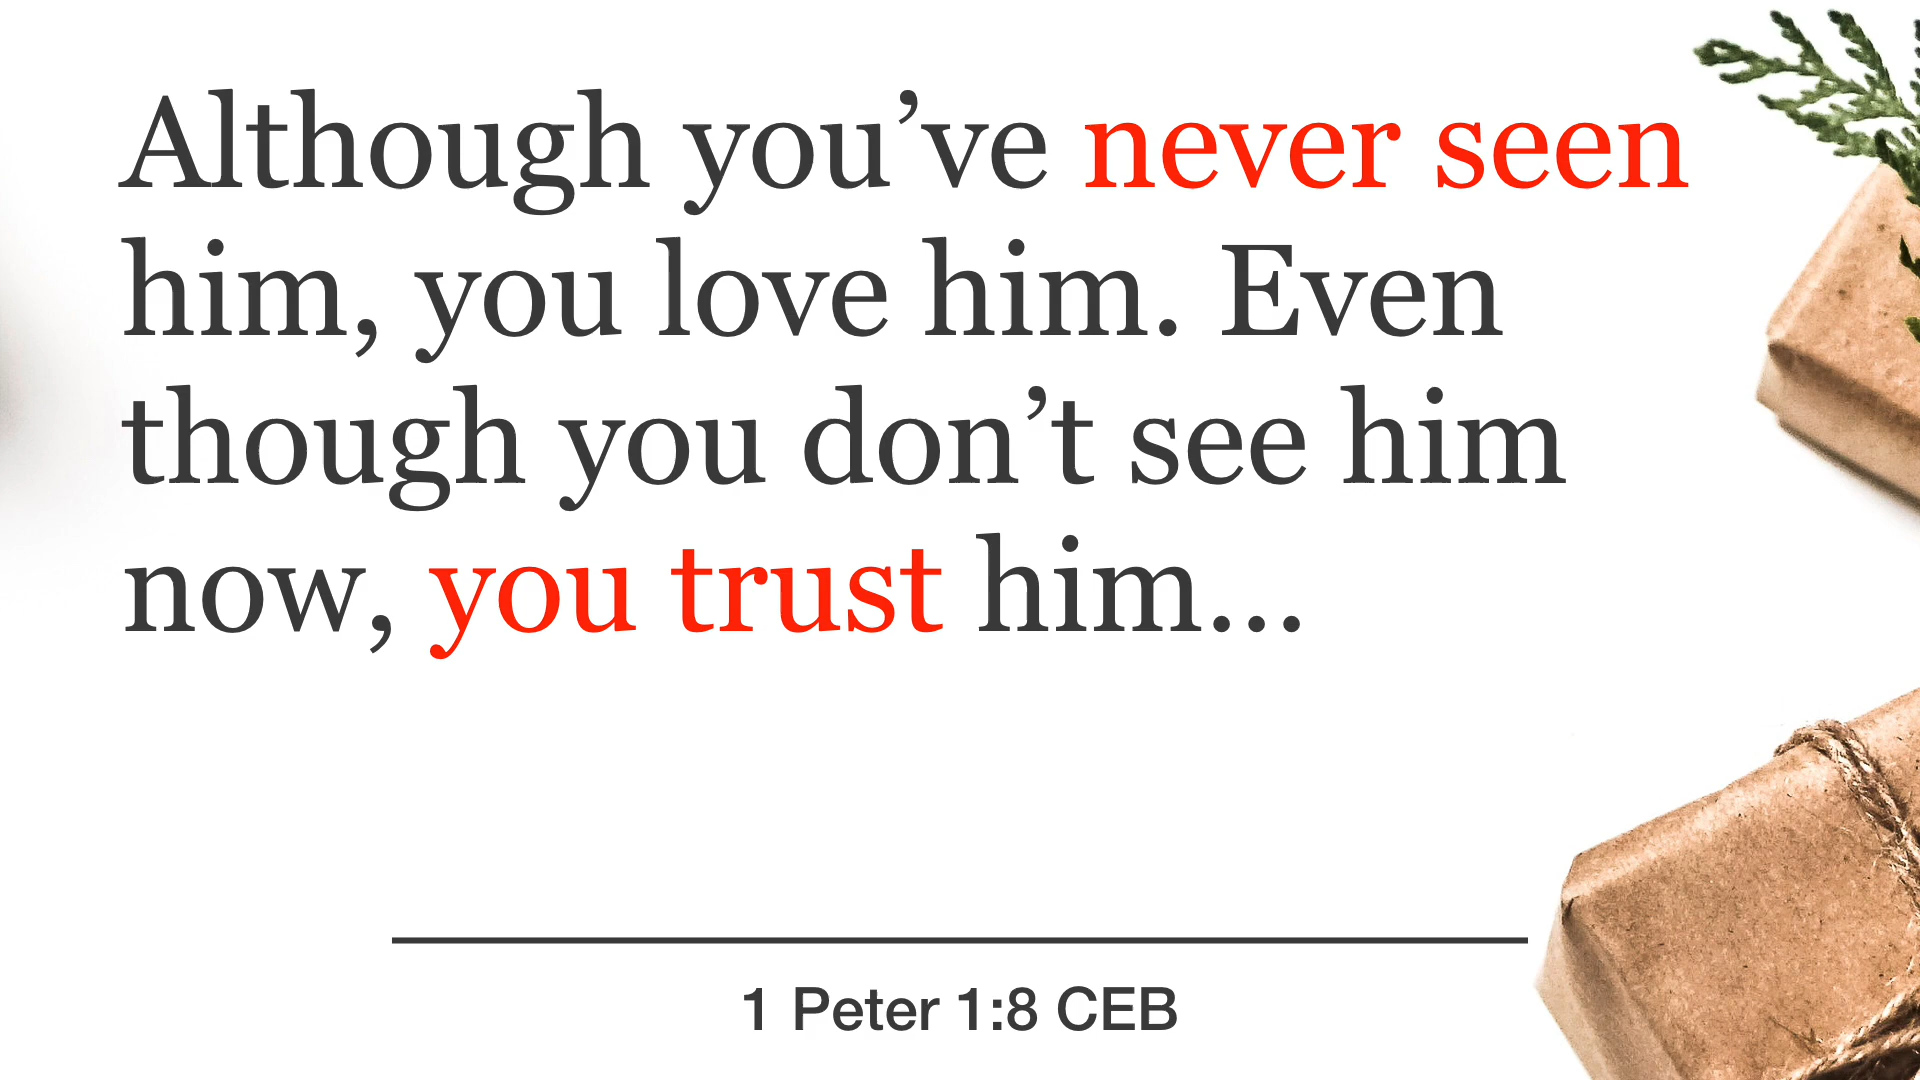 Although you’ve never seen
him, you love him. Even
though you don’t see him
now, you trust him...
1 Peter 1:8 CEB